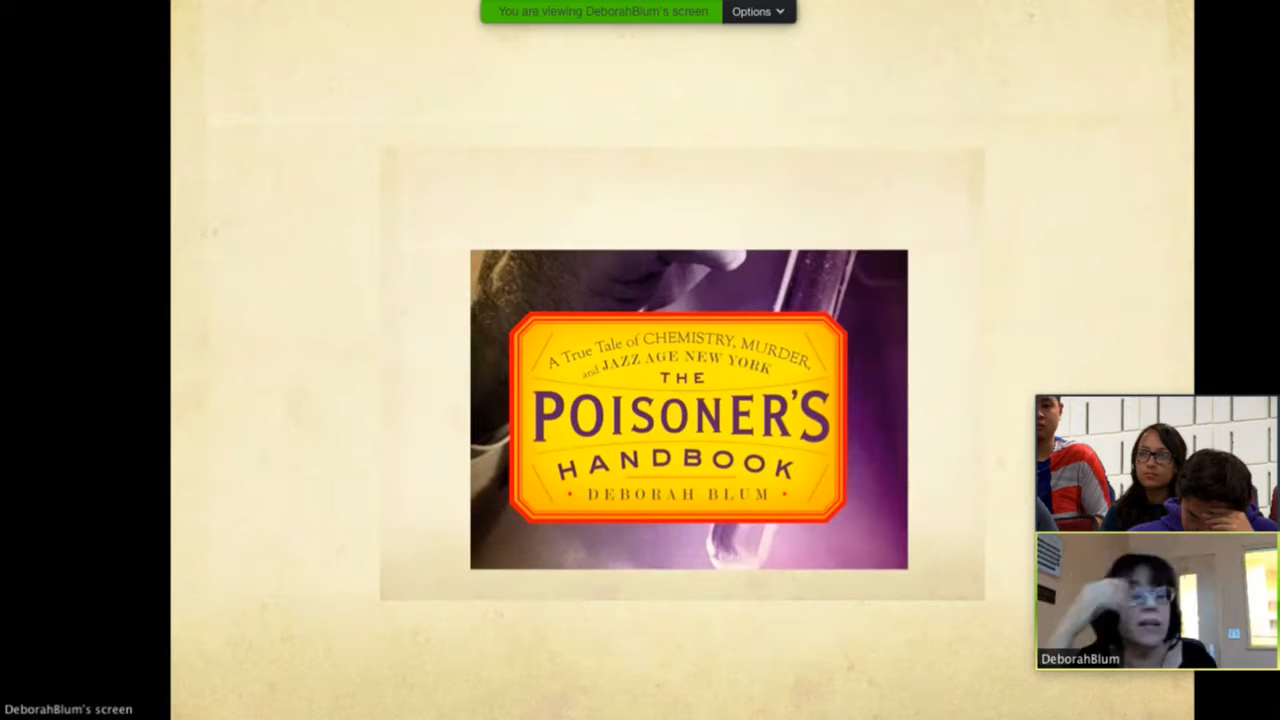 You are viewing DeborahBlum's screen Options
A True Tale of CHEMISTRY, MURDER,
and JAZZ AGE NEW YORK
THE
POISONER'S
HANDBOOK
• DEBORAH BLUM •
DeborahBlum
DeborahBlum's screen